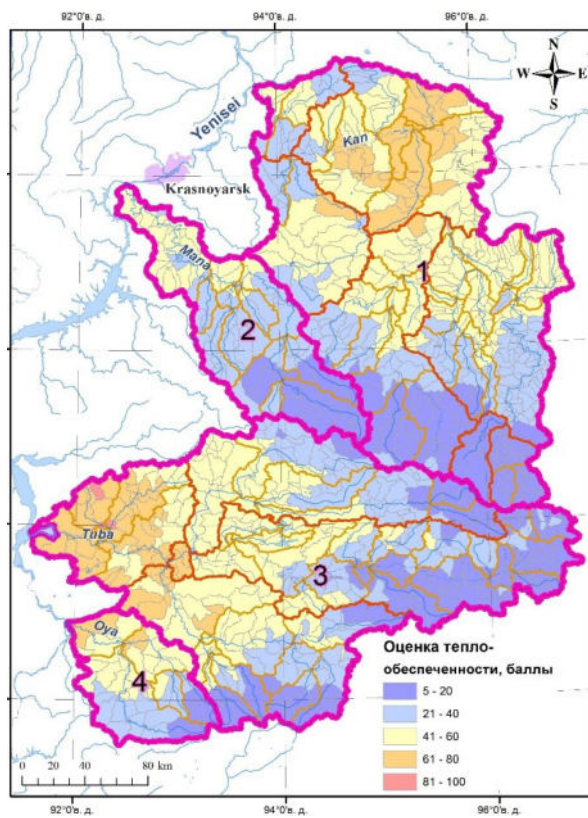 92°0'в. д.
94°0'в. д.
96°0'в. д.
N
W
E
S
Yenisei
Kan
Krasnoyarsk
Mana
1
2
Tuba
3
Oya
4
Оценка тепло-
обеспеченности, баллы
5 - 20
21 - 40
41 - 60
61 - 80
81 - 100
0 20 40 80 km
92°0'в. д.
94°0'в. д.
96°0'в. д.